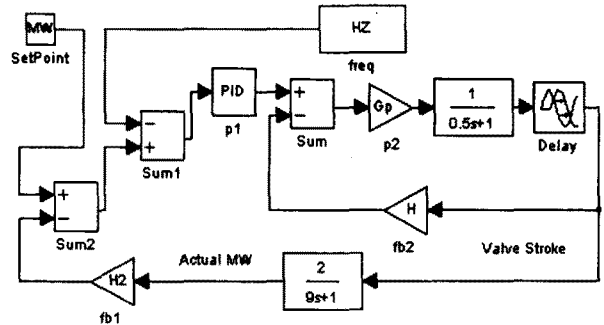 MW
SetPoint
HZ
freq
PID
p1
−
+
Sum1
+
−
Sum
Gp
p2
1
0.5s+1
Delay
+
−
Sum2
H
fb2
Valve Stroke
Actual MW
H2
fb1
2
9s+1